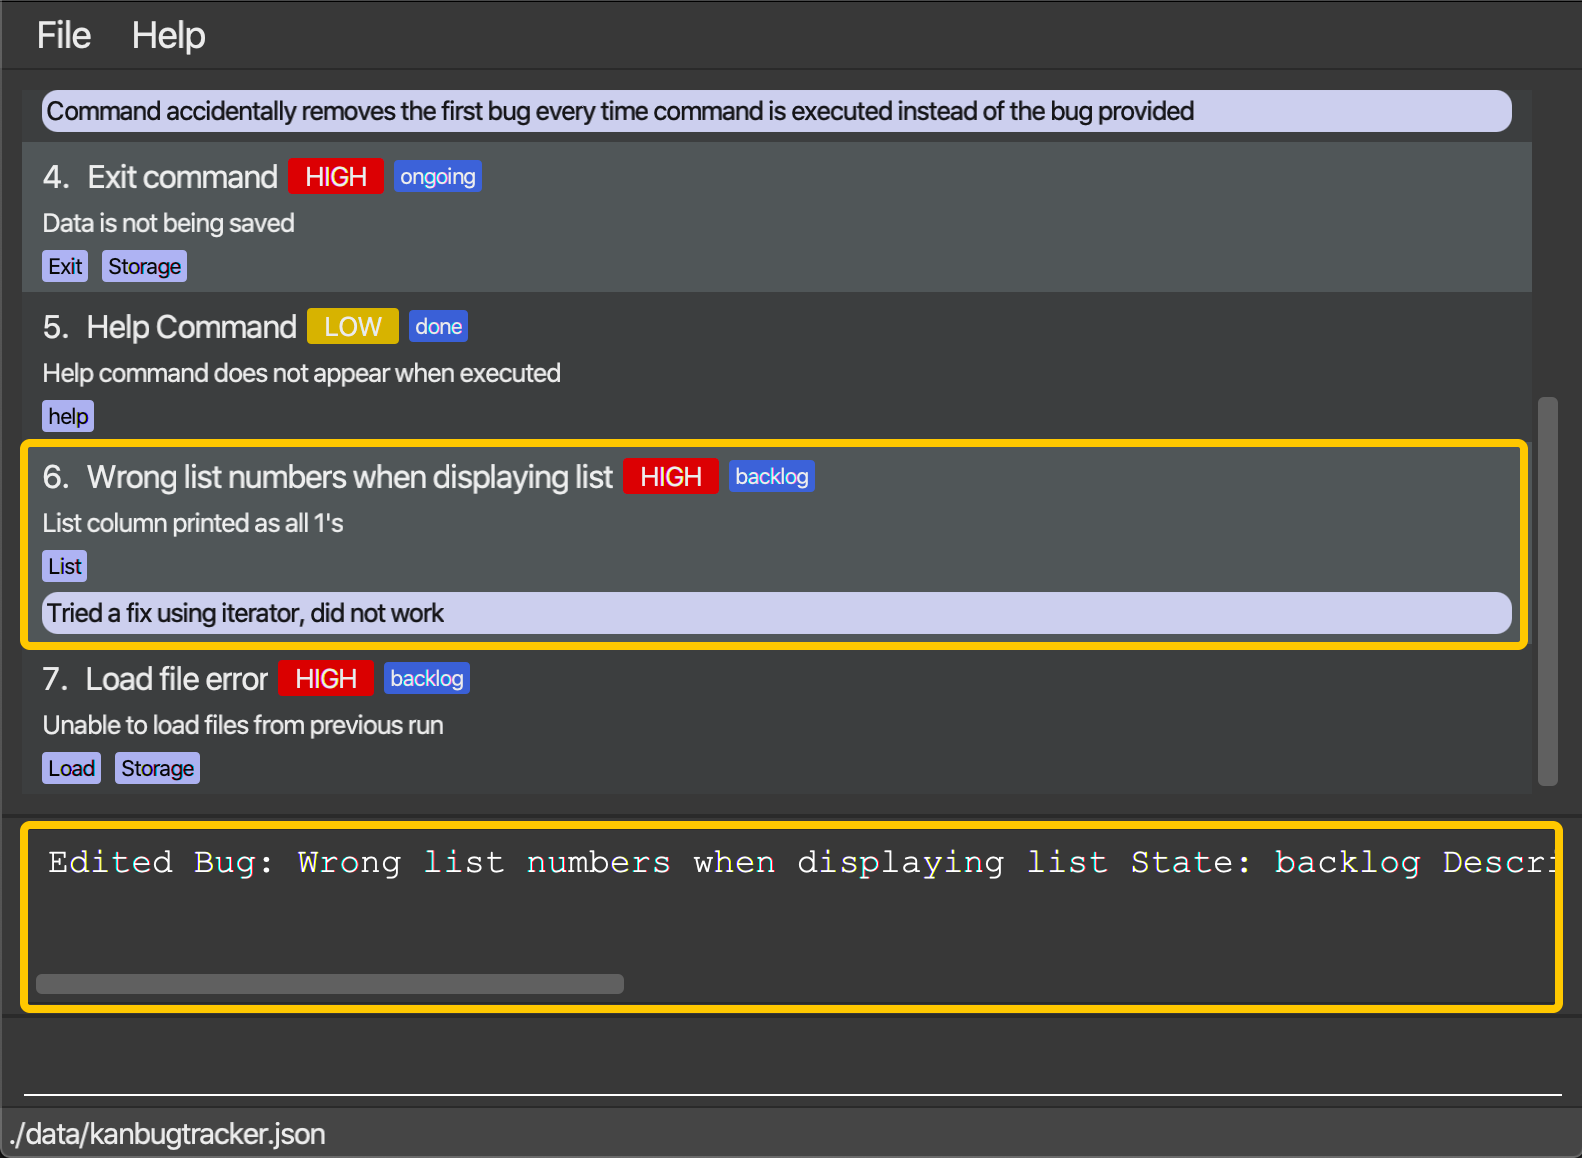 File Help
Command accidentally removes the first bug every time command is executed instead of the bug provided
4. Exit command HIGH ongoing
Data is not being saved
Exit Storage
5. Help Command LOW done
Help command does not appear when executed
help
6. Wrong list numbers when displaying list HIGH backlog
List column printed as all 1's
List
Tried a fix using iterator, did not work
7. Load file error HIGH backlog
Unable to load files from previous run
Load Storage
Edited Bug: Wrong list numbers when displaying list State: backlog Descri
./data/kanbugtracker.json